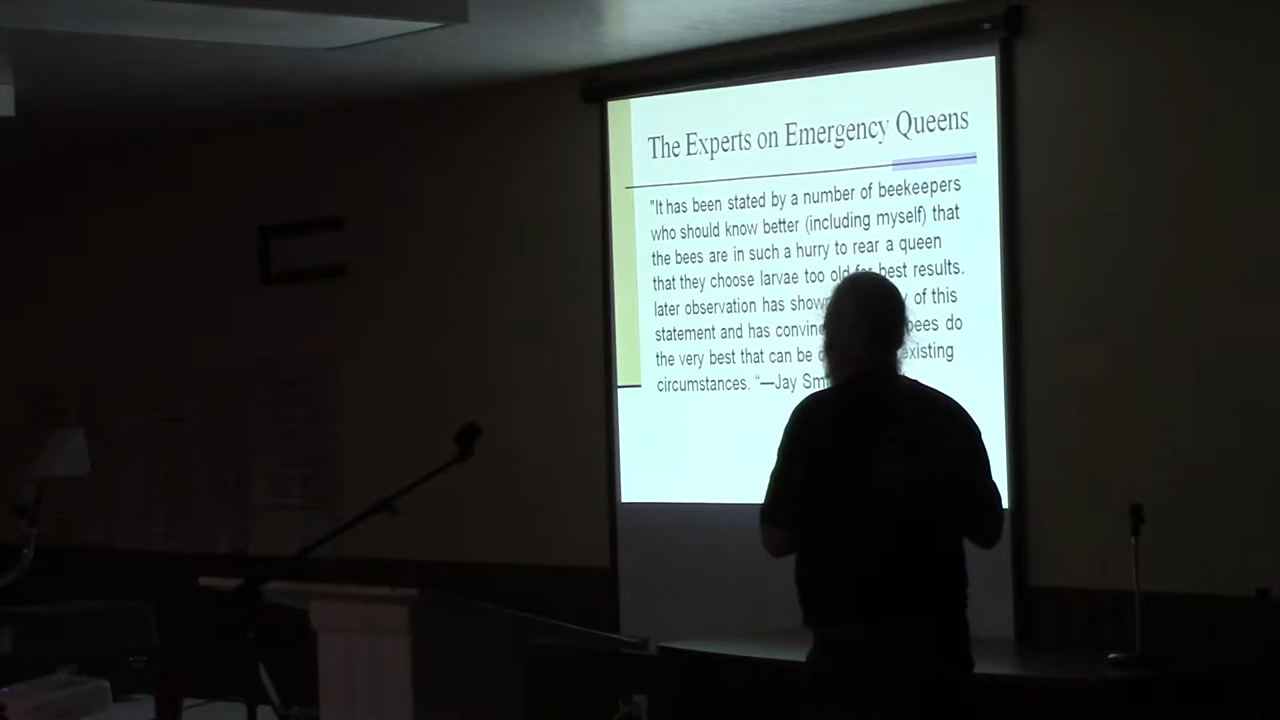 The Experts on Emergency Queens
"It has been stated by a number of beekeepers
who should know better (including myself) that
the bees are in such a hurry to rear a queen
that they choose larvae too old for best results.
later observation has shown of this
statement and has bees do
the very best that can be existing
circumstances. “—Jay